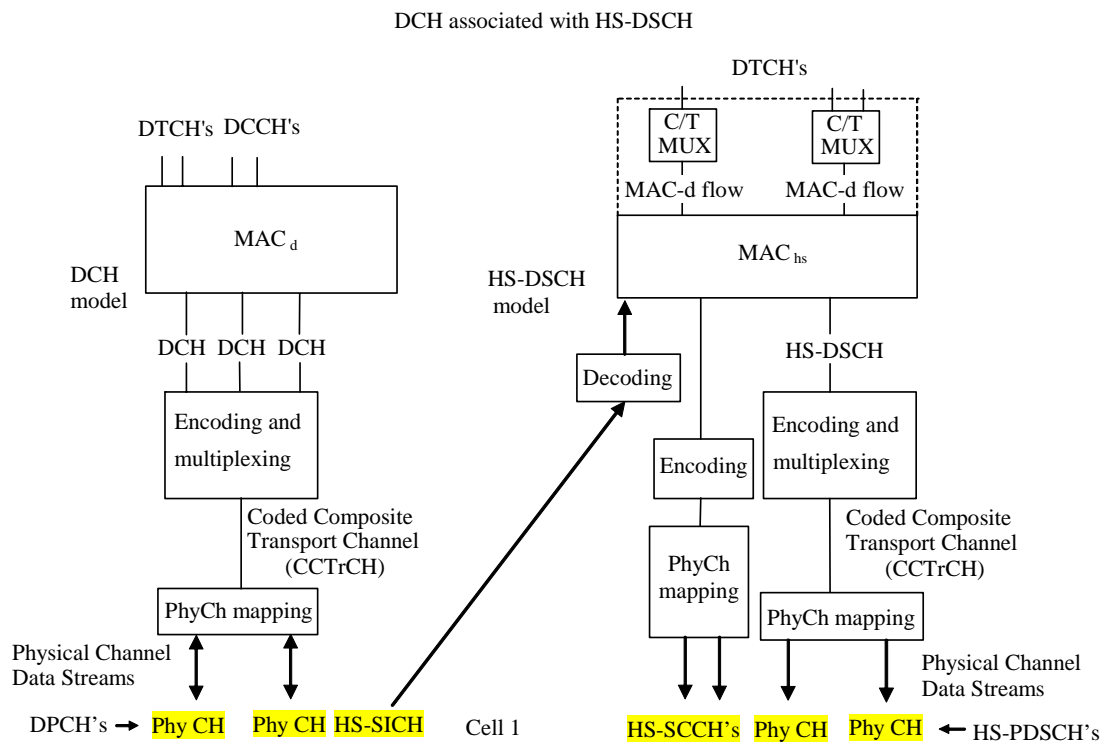 DCH associated with HS-DSCH
DTCH's
DTCH's DCCH's
C/T
MUX
C/T
MUX
MAC-d flow
MAC-d flow
MAC d
MAC hs
DCH
model
HS-DSCH
model
DCH DCH DCH
HS-DSCH
Decoding
Encoding and
multiplexing
Encoding
Encoding and
multiplexing
Coded Composite
Transport Channel
(CCTrCH)
Coded Composite
Transport Channel
(CCTrCH)
PhyCh
mapping
PhyCh mapping
PhyCh mapping
Physical Channel
Data Streams
Physical Channel
Data Streams
DPCH's Phy CH Phy CH HS-SICH Cell 1 HS-SCCH's Phy CH Phy CH HS-PDSCH's